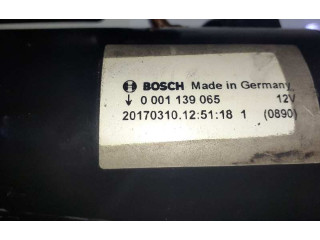 BOSCH Made in Germany
↓ 0 001 139 065 12V
20170310.12:51:18 1 (0890)